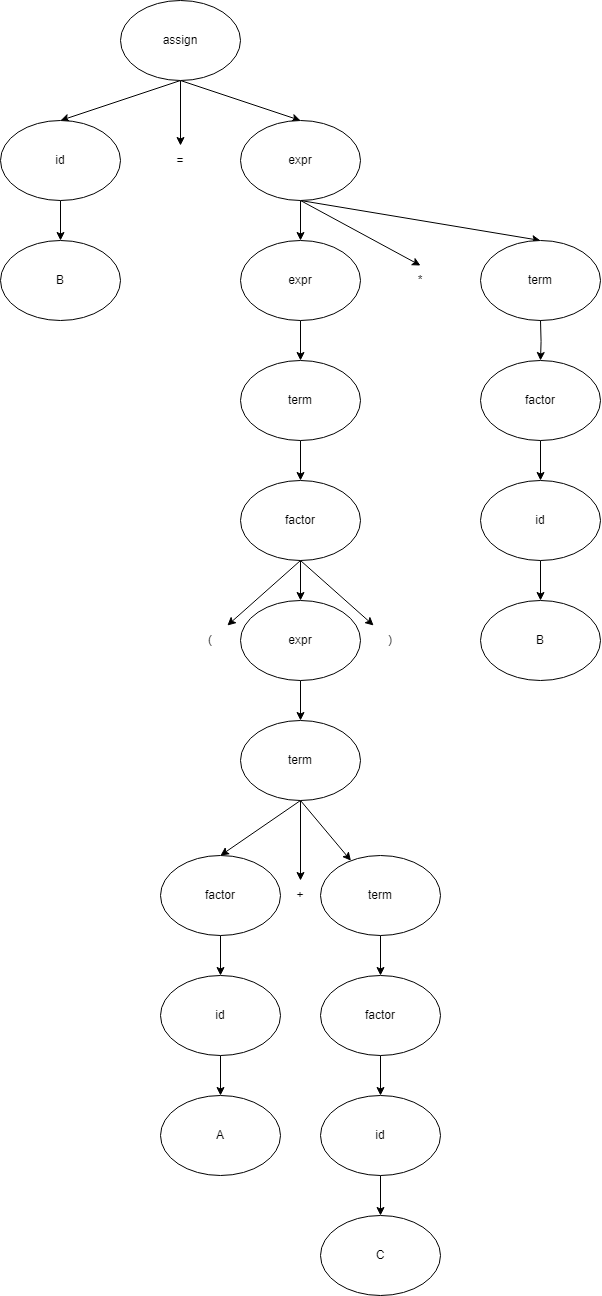 assign
id
=
expr
B
expr
*
term
term
factor
factor
id
(
expr
)
B
term
factor
+
term
id
factor
A
id
C